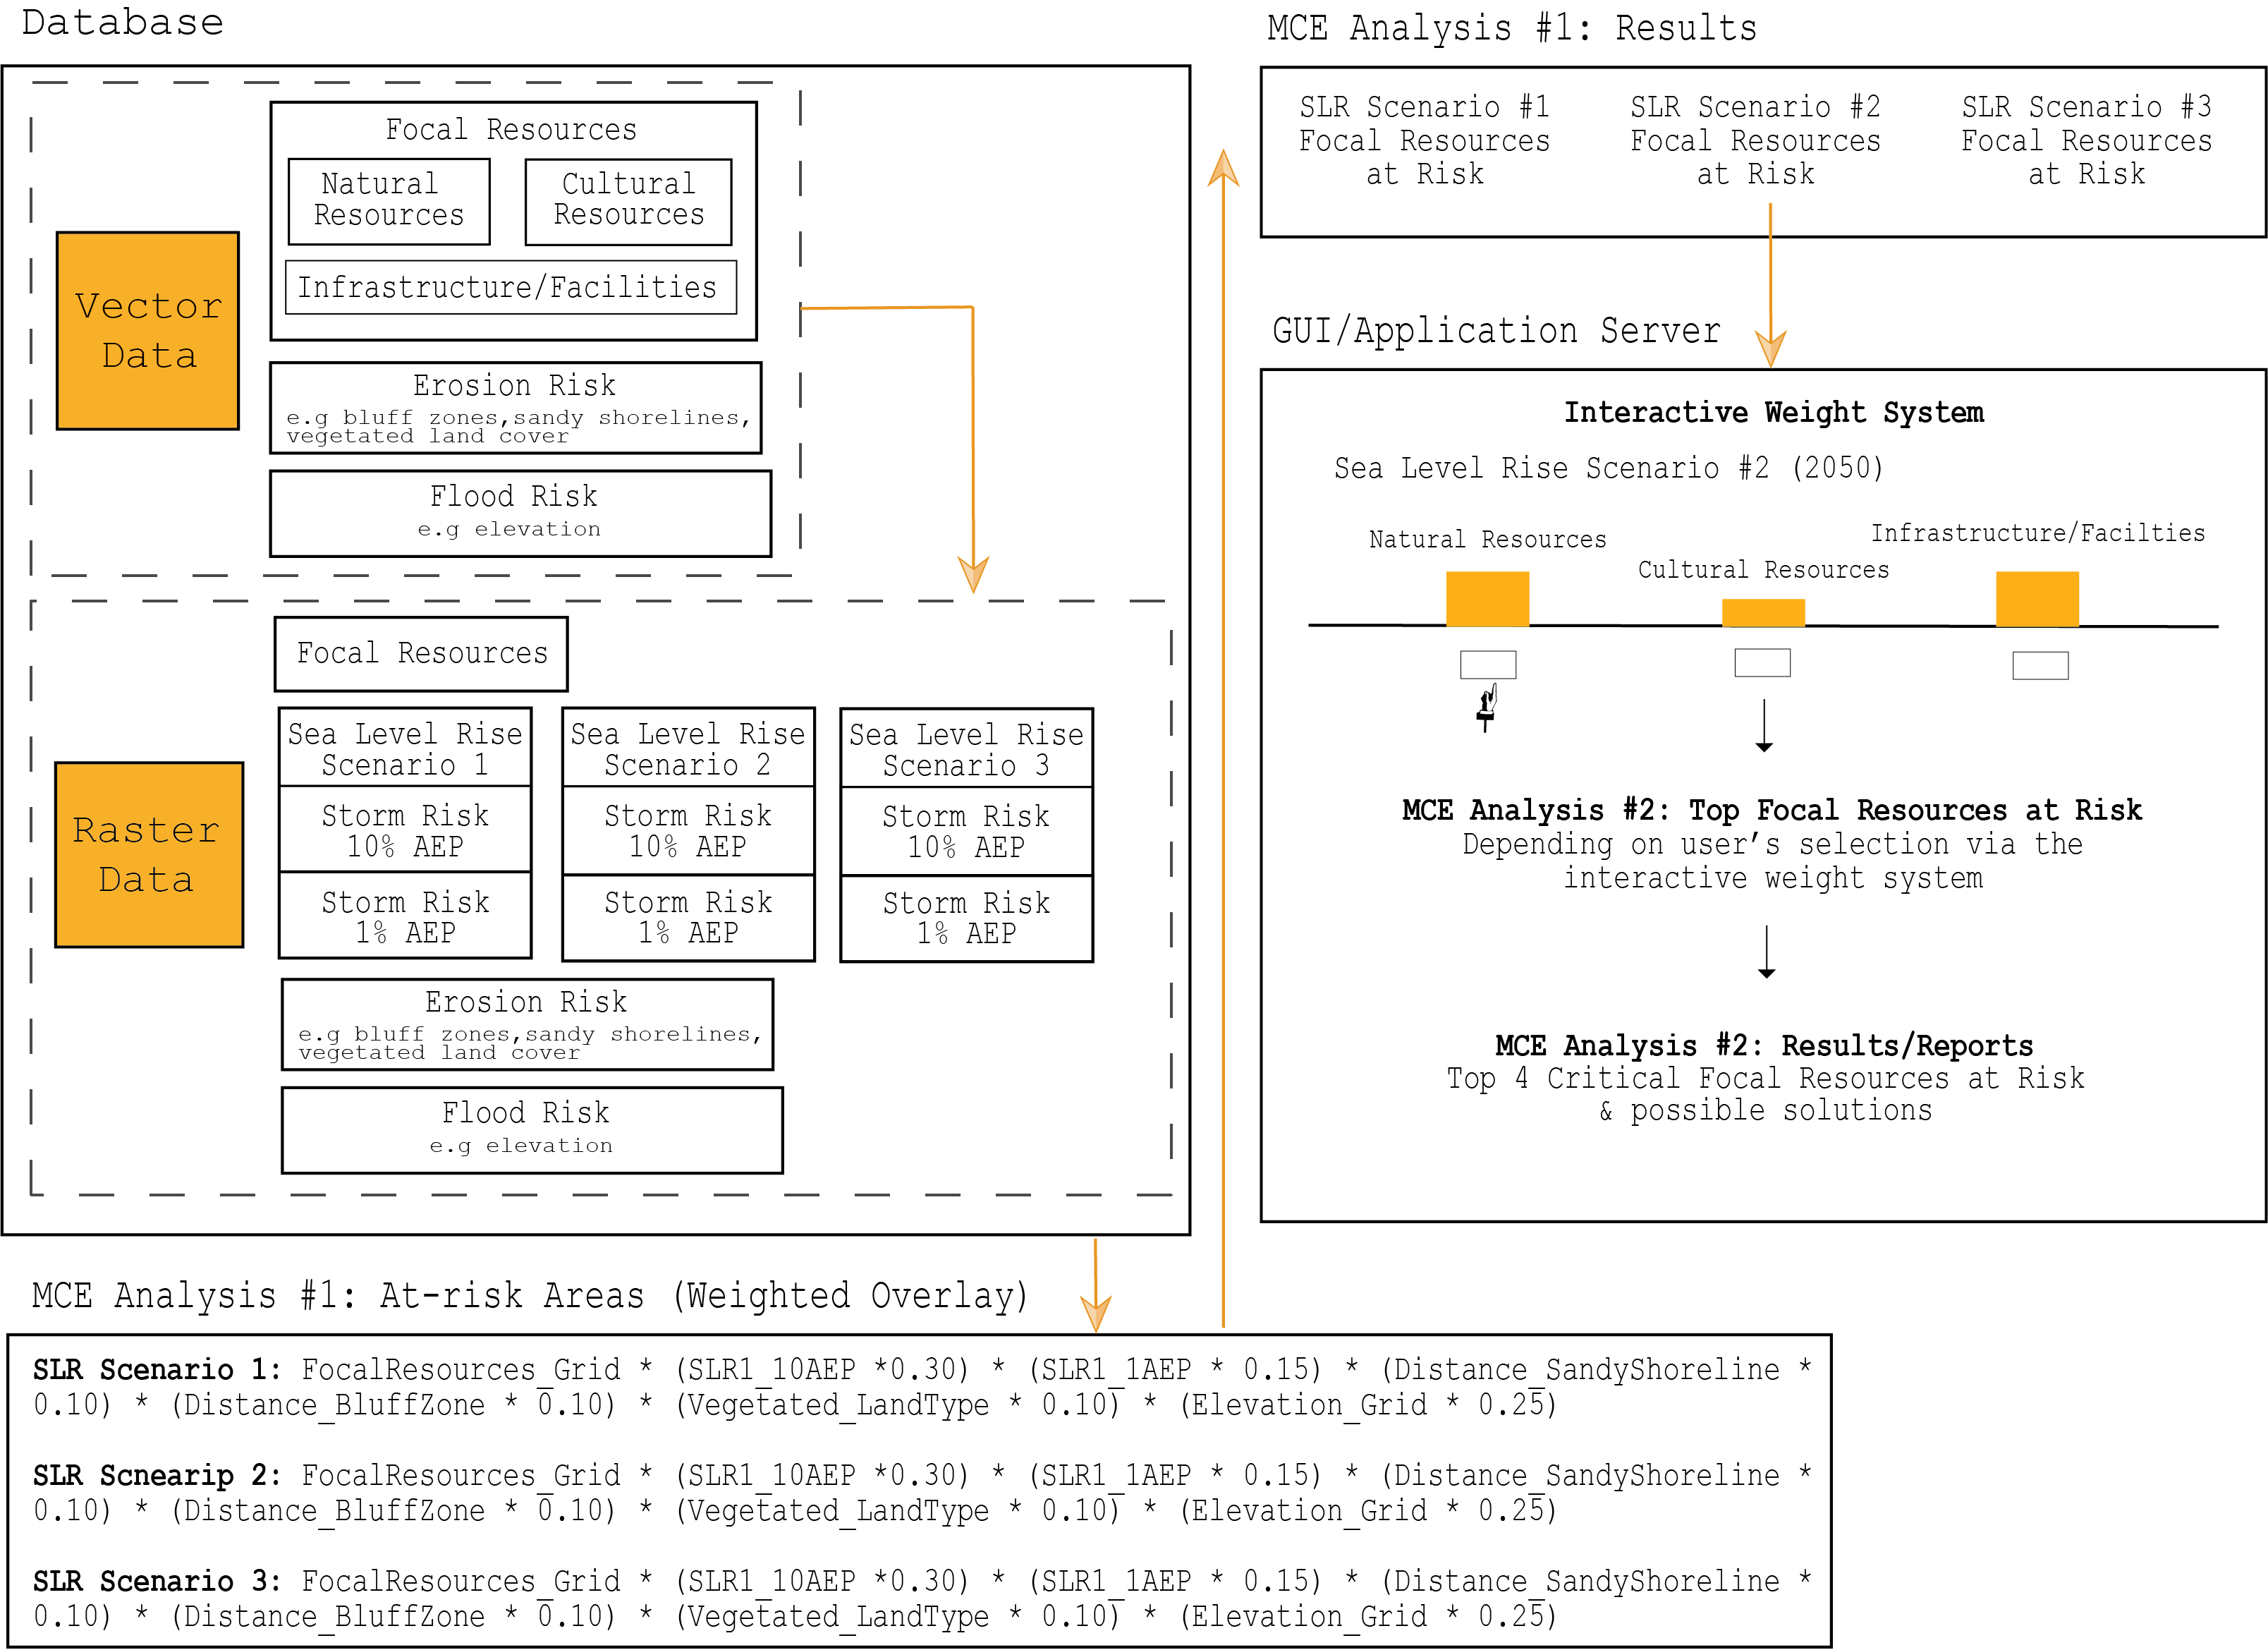 Database
Vector
Data
Focal Resources
Natural
Resources
Cultural
Resources
Infrastructure/Facilities
Erosion Risk
e.g bluff zones,sandy shorelines,
vegetated land cover
Flood Risk
e.g elevation
Raster
Data
Focal Resources
Sea Level Rise
Scenario 1
Storm Risk
10% AEP
Storm Risk
1% AEP
Sea Level Rise
Scenario 2
Storm Risk
10% AEP
Storm Risk
1% AEP
Sea Level Rise
Scenario 3
Storm Risk
10% AEP
Storm Risk
1% AEP
Erosion Risk
e.g bluff zones,sandy shorelines,
vegetated land cover
Flood Risk
e.g elevation
MCE Analysis #1: At-risk Areas (Weighted Overlay)
SLR Scenario 1: FocalResources_Grid * (SLR1_10AEP *0.30) * (SLR1_1AEP * 0.15) * (Distance_SandyShoreline *
0.10) * (Distance_BluffZone * 0.10) * (Vegetated_LandType * 0.10) * (Elevation_Grid * 0.25)
SLR Scnearip 2: FocalResources_Grid * (SLR1_10AEP *0.30) * (SLR1_1AEP * 0.15) * (Distance_SandyShoreline *
0.10) * (Distance_BluffZone * 0.10) * (Vegetated_LandType * 0.10) * (Elevation_Grid * 0.25)
SLR Scenario 3: FocalResources_Grid * (SLR1_10AEP *0.30) * (SLR1_1AEP * 0.15) * (Distance_SandyShoreline *
0.10) * (Distance_BluffZone * 0.10) * (Vegetated_LandType * 0.10) * (Elevation_Grid * 0.25)
MCE Analysis #1: Results
SLR Scenario #1
Focal Resources
at Risk
SLR Scenario #2
Focal Resources
at Risk
SLR Scenario #3
Focal Resources
at Risk
GUI/Application Server
Interactive Weight System
Sea Level Rise Scenario #2 (2050)
Natural Resources
Cultural Resources
Infrastructure/Facilties
MCE Analysis #2: Top Focal Resources at Risk
Depending on user's selection via the
interactive weight system
MCE Analysis #2: Results/Reports
Top 4 Critical Focal Resources at Risk
& possible solutions